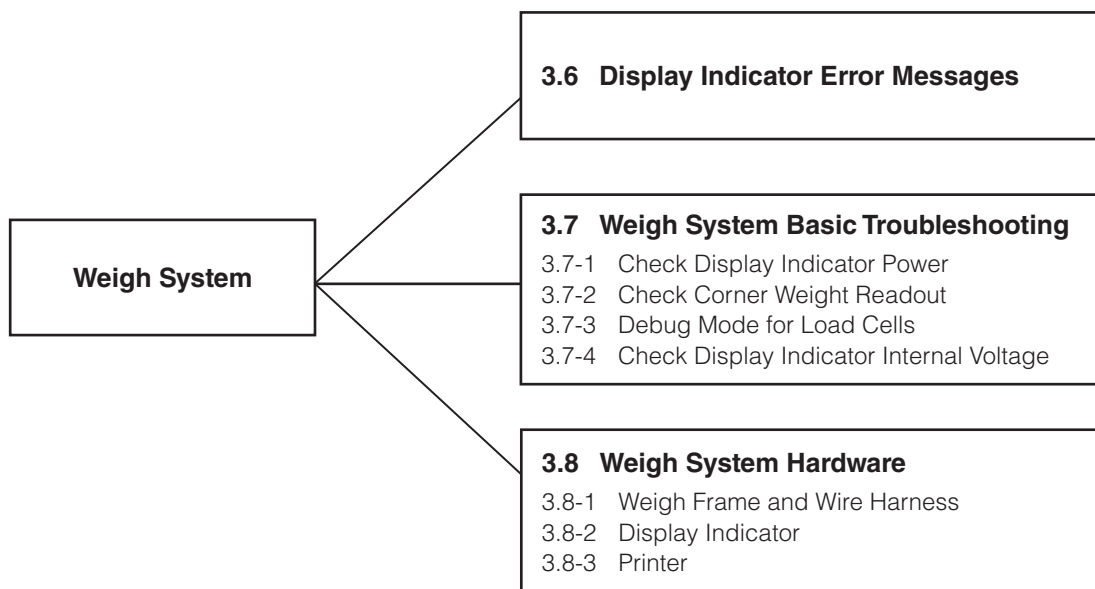 Weigh System
3.6 Display Indicator Error Messages
3.7 Weigh System Basic Troubleshooting
3.7-1 Check Display Indicator Power
3.7-2 Check Corner Weight Readout
3.7-3 Debug Mode for Load Cells
3.7-4 Check Display Indicator Internal Voltage
3.8 Weigh System Hardware
3.8-1 Weigh Frame and Wire Harness
3.8-2 Display Indicator
3.8-3 Printer